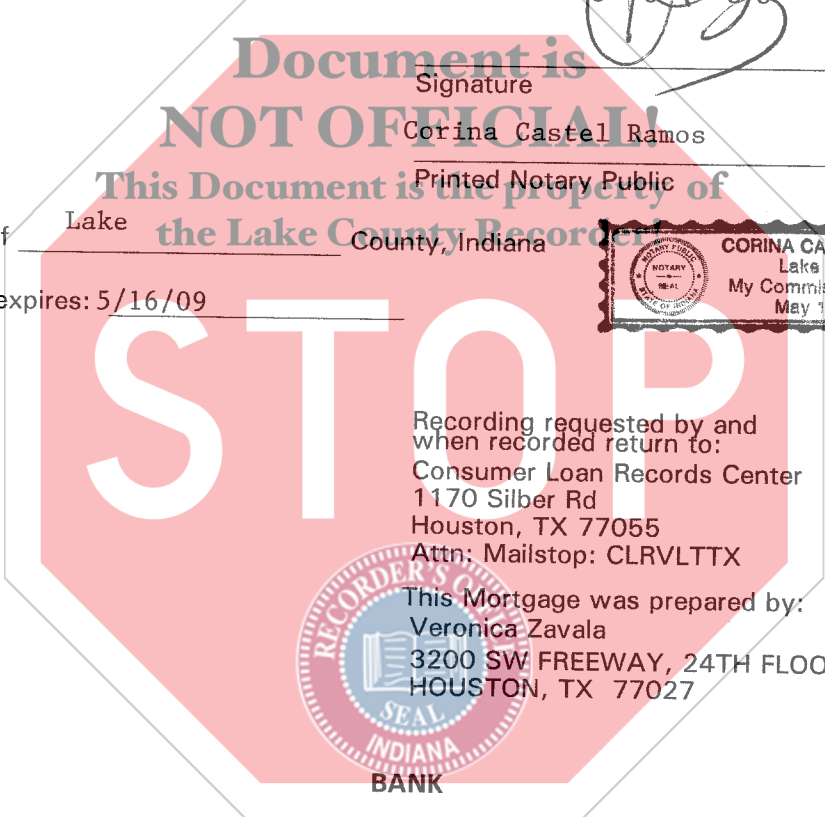 Document is
Signature
NOT OFFICIAL!
Corina Castel Ramos
This Document is the property of
Printed Notary Public
the Lake County Recorder!
Lake
County, Indiana
CORINA CA
Lake
My Commis
May 1
NOTARY PUBLIC
NOTARY
SEAL
STATE OF INDIANA
expires: 5/16/09
STOP
Recording requested by and
when recorded return to:
Consumer Loan Records Center
1170 Silber Rd
Houston, TX 77055
Attn: Mailstop: CLRVLTTX
This Mortgage was prepared by:
Veronica Zavala
3200 SW FREEWAY, 24TH FLOO
HOUSTON, TX 77027
RECORDER'S OFFICE
SEAL
INDIANA
BANK